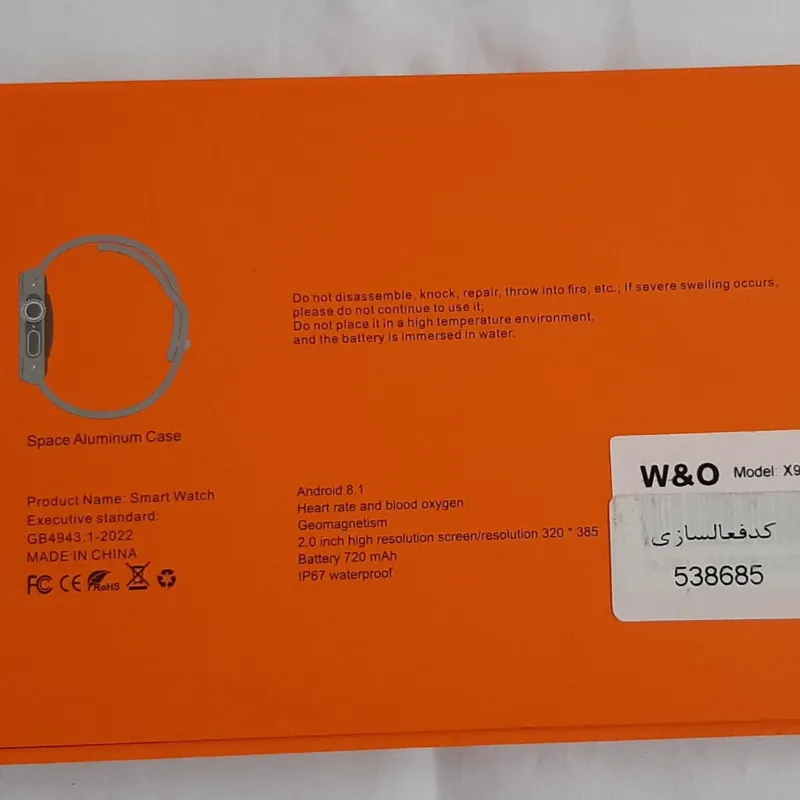 Do not disassemble, knock, repair, throw into fire, etc.; If severe swelling occurs,
please do not continue to use it;
Do not place it in a high temperature environment,
and the battery is immersed in water.
Space Aluminum Case
Product Name: Smart Watch
Executive standard:
GB4943.1-2022
MADE IN CHINA
FC CE RoHS
Android 8.1
Heart rate and blood oxygen
Geomagnetism
2.0 inch high resolution screen/resolution 320 * 385
Battery 720 mAh
IP67 waterproof
W&O Model: X9
کدفعالسازی
538685